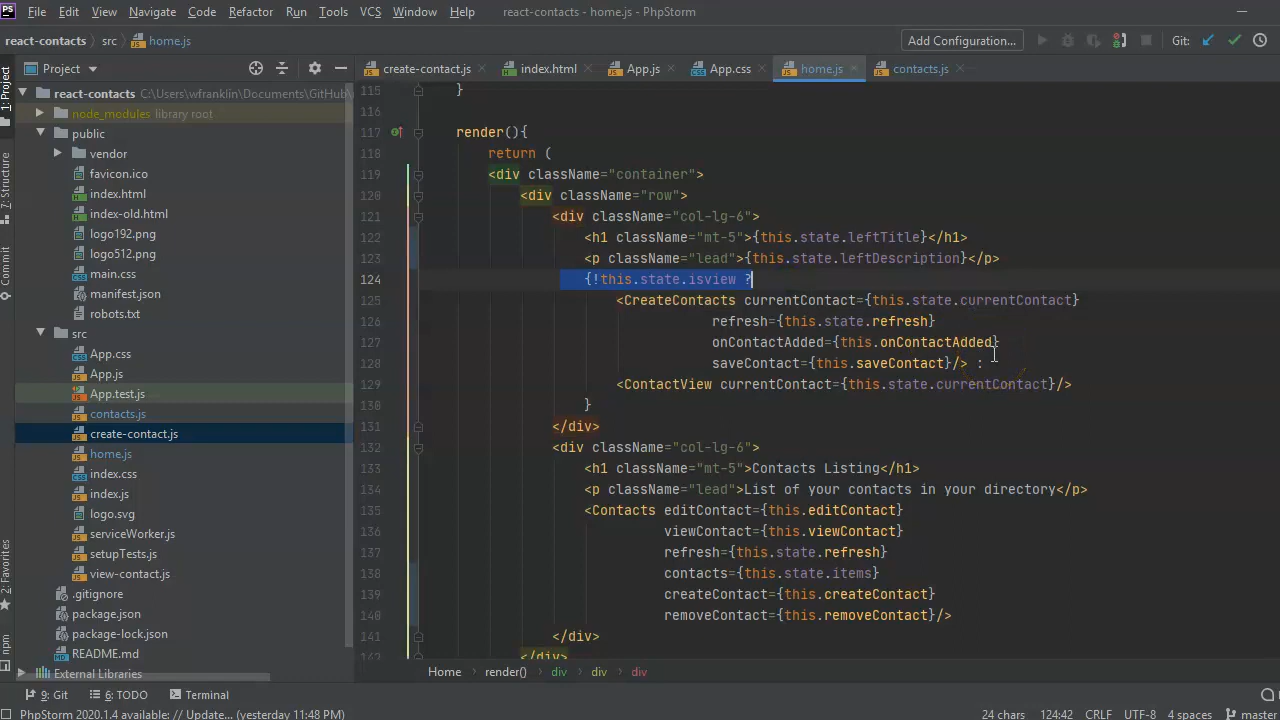 PS File Edit View Navigate Code Refactor Run Tools VCS Window Help react-contacts - home.js - PhpStorm
react-contacts src home.js Add Configuration... Git:
Project create-contact.js index.html App.js App.css home.js contacts.js
1: Project
7: Structure
Commit
2: Favorites
npm
react-contacts C:\Users\wfranklin\Documents\GitHub\
node_modules library root
public
vendor
favicon.ico
index.html
index-old.html
logo192.png
logo512.png
main.css
manifest.json
robots.txt
src
App.css
App.js
App.test.js
contacts.js
create-contact.js
home.js
index.css
index.js
logo.svg
serviceWorker.js
setupTests.js
view-contact.js
.gitignore
package.json
package-lock.json
README.md
External Libraries
115 }
116
117 render(){
118 return (
119 <div className="container">
120 <div className="row">
121 <div className="col-lg-6">
122 <h1 className="mt-5">{this.state.leftTitle}</h1>
123 <p className="lead">{this.state.leftDescription}</p>
124 {!this.state.isview ?
125 <CreateContacts currentContact={this.state.currentContact}
126 refresh={this.state.refresh}
127 onContactAdded={this.onContactAdded}
128 saveContact={this.saveContact}/> :
129 <ContactView currentContact={this.state.currentContact}/>
130 }
131 </div>
132 <div className="col-lg-6">
133 <h1 className="mt-5">Contacts Listing</h1>
134 <p className="lead">List of your contacts in your directory</p>
135 <Contacts editContact={this.editContact}
136 viewContact={this.viewContact}
137 refresh={this.state.refresh}
138 contacts={this.state.items}
139 createContact={this.createContact}
140 removeContact={this.removeContact}/>
141 </div>
142 </div>
Home render() div div div
9: Git 6: TODO Terminal
PhpStorm 2020.1.4 available: // Update... (yesterday 11:48 PM) 24 chars 124:42 CRLF UTF-8 4 spaces master